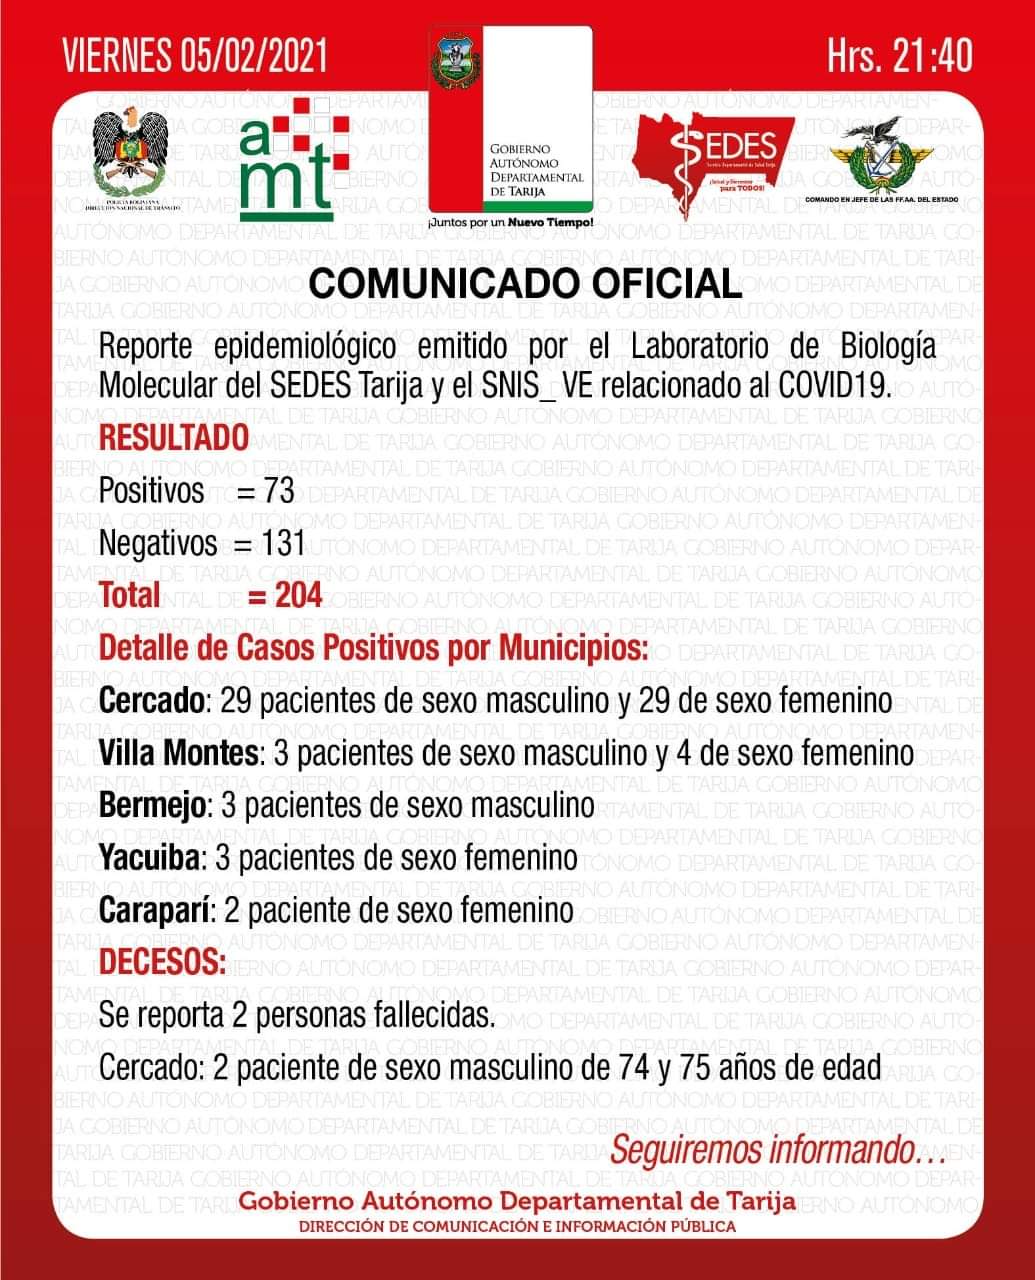 VIERNES 05/02/2021
Hrs. 21:40
POLICIA BOLIVIANA
DIRECCIÓN NACIONAL DE TRÁNSITO
amt
GOBIERNO
AUTÓNOMO
DEPARTAMENTAL
DE TARIJA
¡Juntos por un Nuevo Tiempo!
SEDES
Servicio Departamental de Salud Tarija
¡Salud y Bienestar
para TODOS!
COMANDO EN JEFE DE LAS FF.AA. DEL ESTADO
COMUNICADO OFICIAL
Reporte epidemiológico emitido por el Laboratorio de Biología
Molecular del SEDES Tarija y el SNIS_ VE relacionado al COVID19.
RESULTADO
Positivos = 73
Negativos = 131
Total = 204
Detalle de Casos Positivos por Municipios:
Cercado: 29 pacientes de sexo masculino y 29 de sexo femenino
Villa Montes: 3 pacientes de sexo masculino y 4 de sexo femenino
Bermejo: 3 pacientes de sexo masculino
Yacuiba: 3 pacientes de sexo femenino
Caraparí: 2 paciente de sexo femenino
DECESOS:
Se reporta 2 personas fallecidas.
Cercado: 2 paciente de sexo masculino de 74 y 75 años de edad
Seguiremos informando...
Gobierno Autónomo Departamental de Tarija
DIRECCIÓN DE COMUNICACIÓN E INFORMACIÓN PÚBLICA